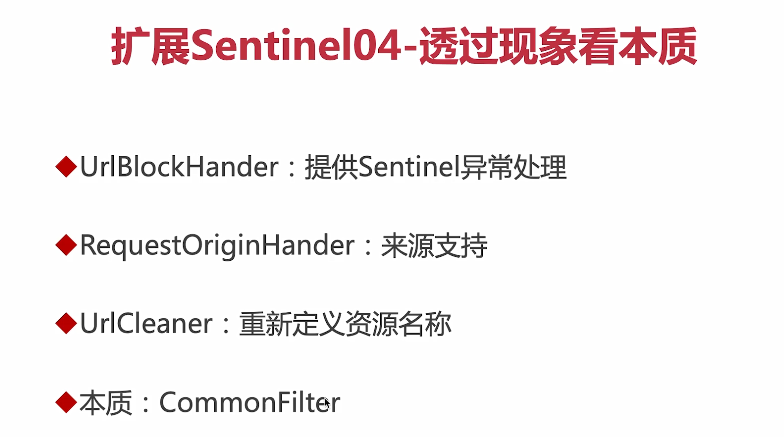 扩展Sentinel04-透过现象看本质
◆UrlBlockHander：提供Sentinel异常处理
◆RequestOriginHander：来源支持
◆UrlCleaner：重新定义资源名称
◆本质：CommonFilter